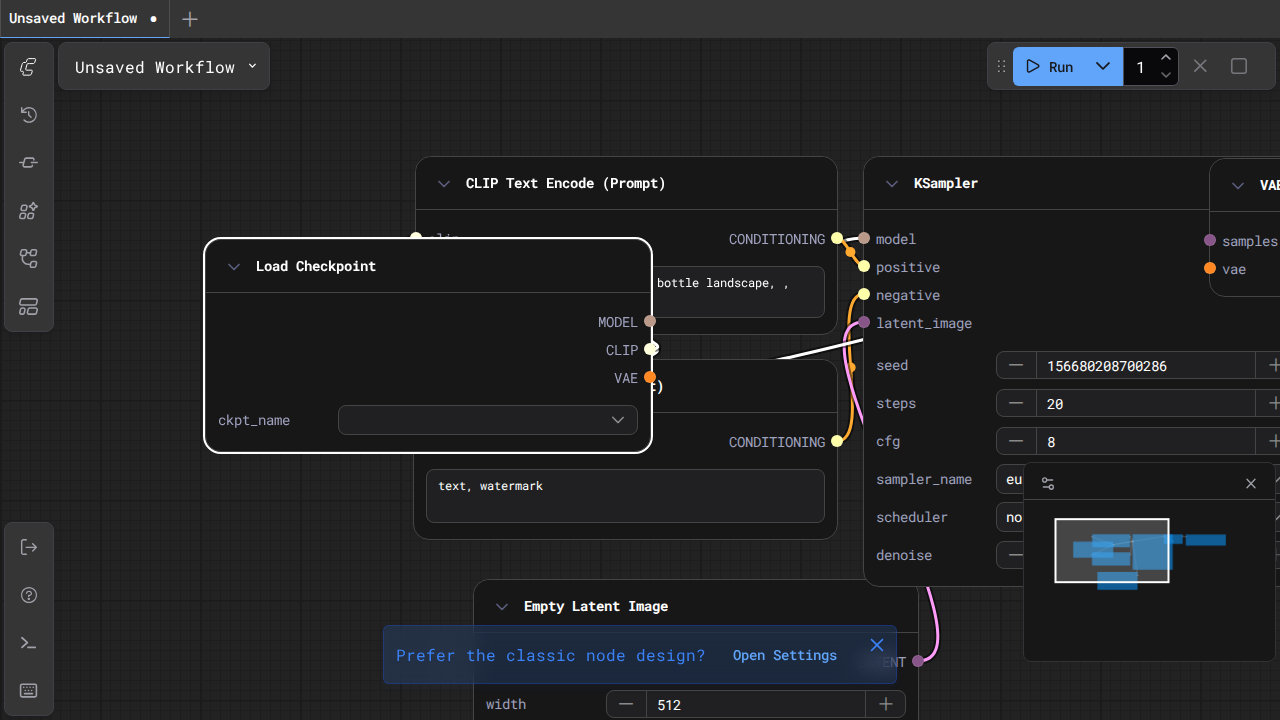 Unsaved Workflow
Unsaved Workflow
Run
1
CLIP Text Encode (Prompt)
clip
CONDITIONING
bottle landscape, ,
KSampler
model
positive
negative
latent_image
seed
156680208700286
steps
20
cfg
8
sampler_name
eu
scheduler
no
denoise
samples
vae
Load Checkpoint
MODEL
CLIP
VAE
ckpt_name
CONDITIONING
text, watermark
Empty Latent Image
Prefer the classic node design?
Open Settings
ENT
width
512